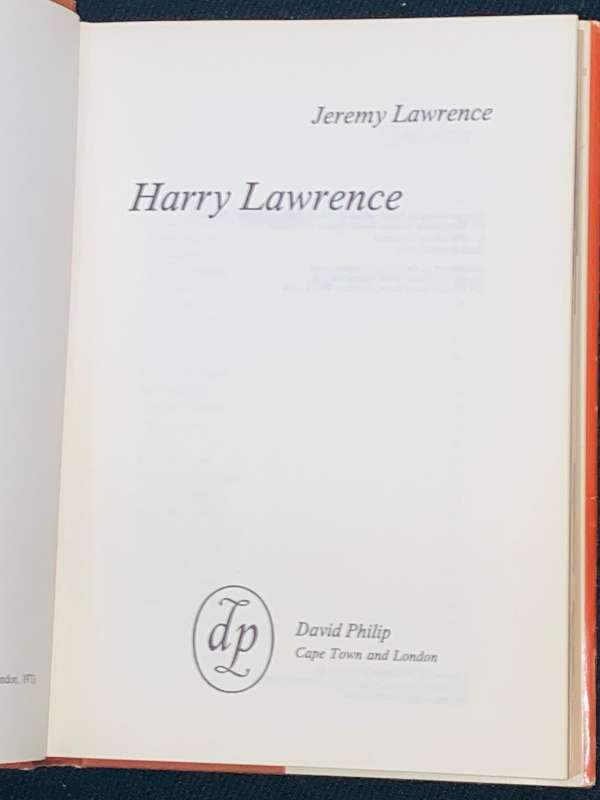 Jeremy Lawrence
Harry Lawrence
dp
David Philip
Cape Town and London